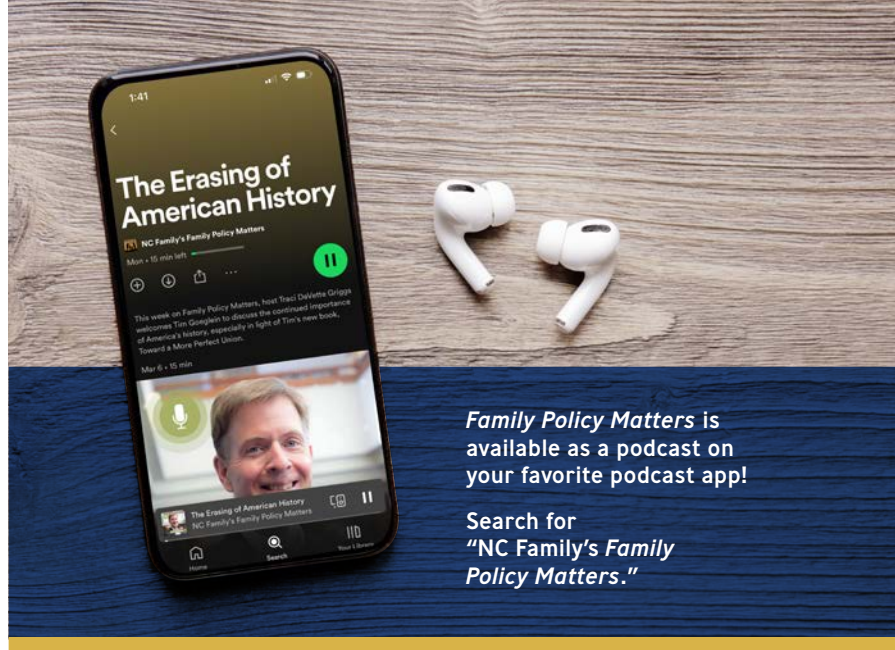 1:41
The Erasing of
American History
NC Family's Family Policy Matters
Mon • 15 min left
This week on Family Policy Matters, host Traci DeVette Griggs
welcomes Tim Goeglein to discuss the continued importance
of America's history, especially in light of Tim's new book,
Toward a More Perfect Union.
Mar 6 • 15 min
The Erasing of American History
NC Family's Family Policy Matters
Home
Search
Your Library
Family Policy Matters is
available as a podcast on
your favorite podcast app!
Search for
“NC Family’s Family
Policy Matters.”